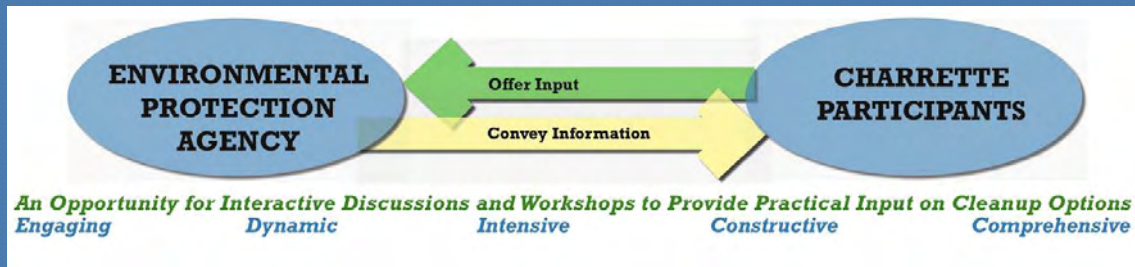 ENVIRONMENTAL
PROTECTION
AGENCY
Offer Input
Convey Information
CHARRETTE
PARTICIPANTS
An Opportunity for Interactive Discussions and Workshops to Provide Practical Input on Cleanup Options
Engaging Dynamic Intensive Constructive Comprehensive